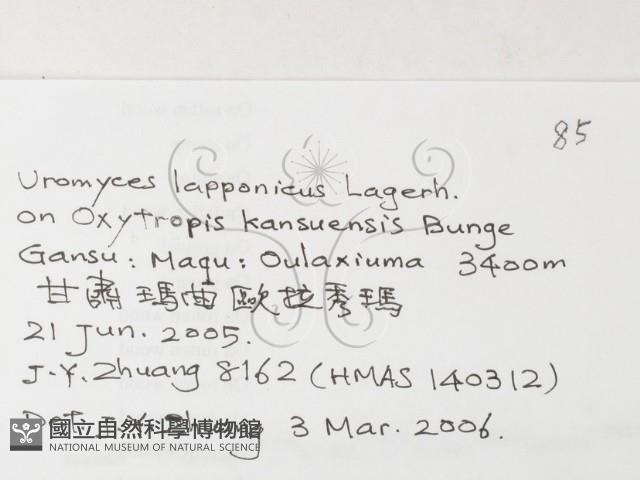 85
Uromyces lapponicus Lagerh.
on Oxytropis kansuensis Bunge
Gansu: Maqu: Oulaxiuma 3400m
甘肅 瑪曲 歐拉秀瑪
21 Jun. 2005.
J.Y. Zhuang 8162 (HMAS 140312)
Det. 3 Mar. 2006.
國立自然科學博物館
NATIONAL MUSEUM OF NATURAL SCIENCE